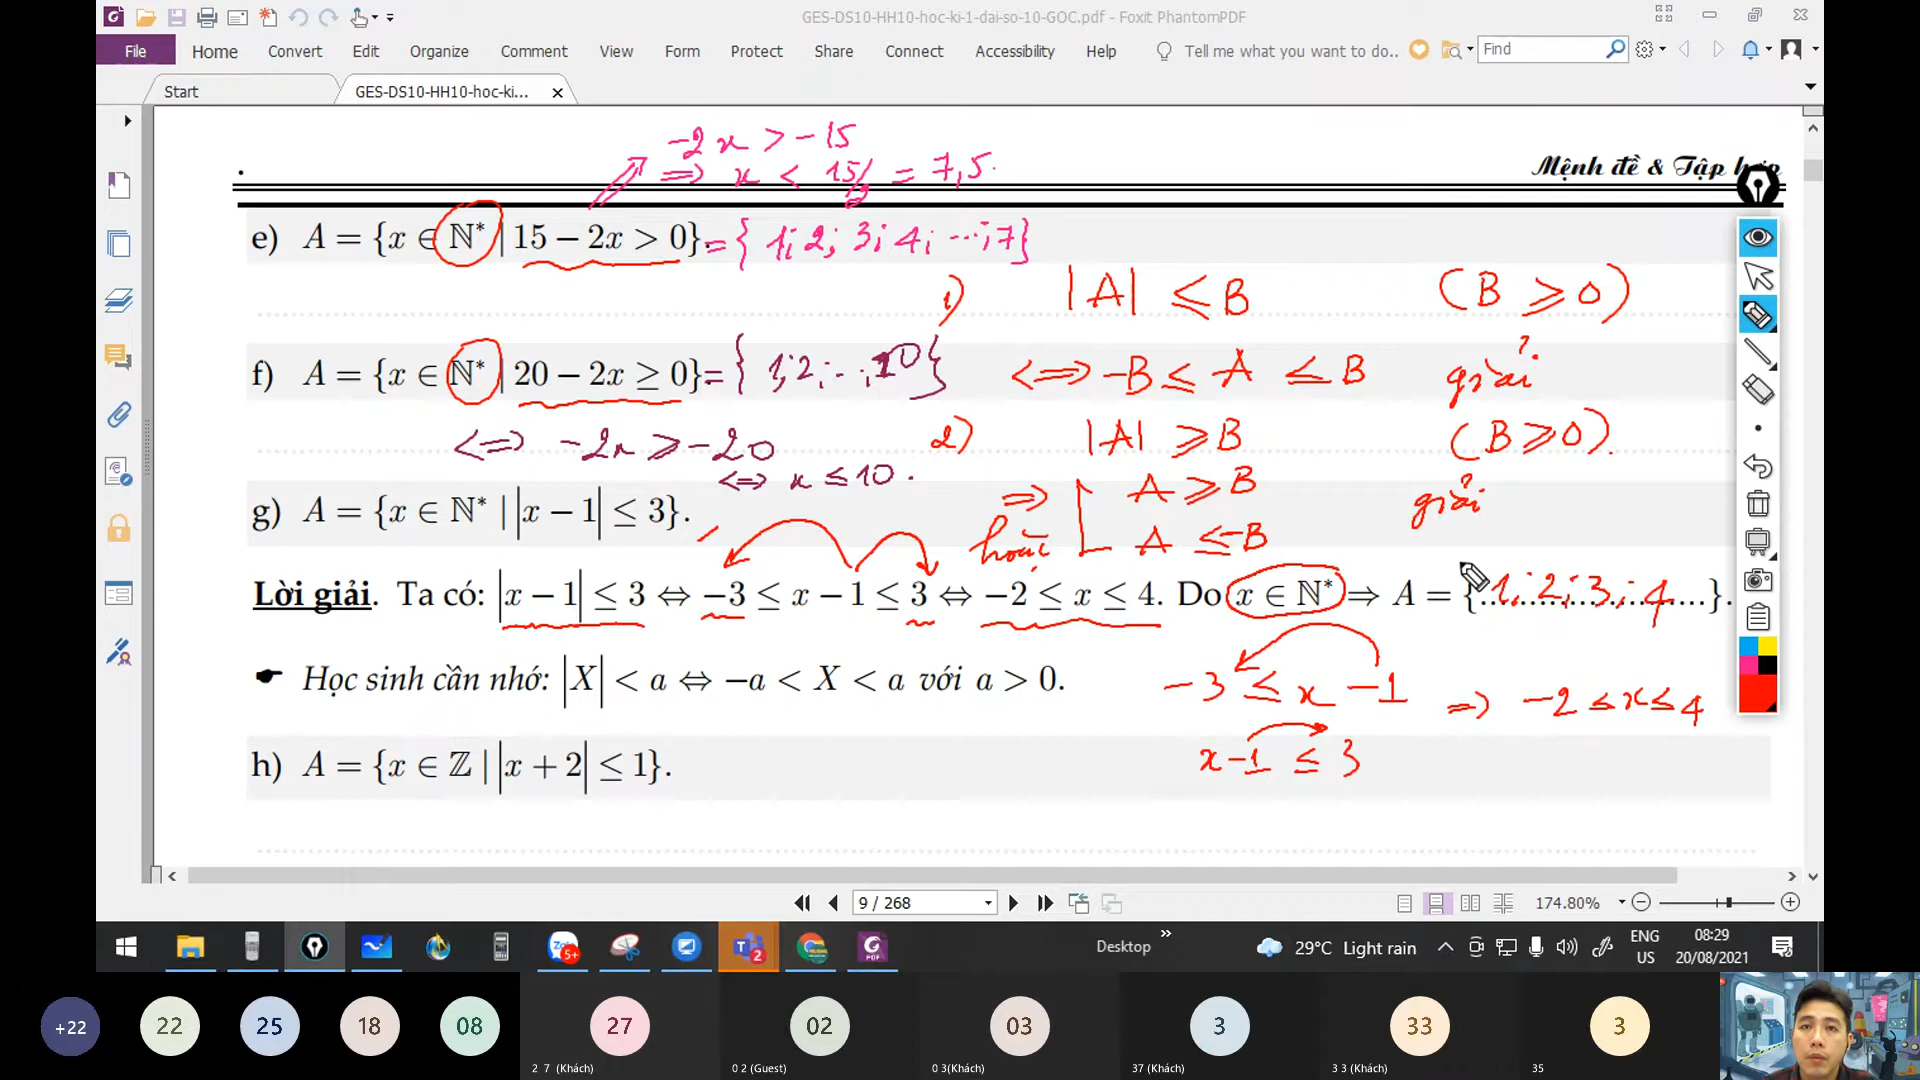 GES-DS10-HH10-hoc-ki-1-dai-so-10-GOC.pdf - Foxit PhantomPDF
File Home Convert Edit Organize Comment View Form Protect Share Connect Accessibility Help Tell me what you want to do.. Find
Start GES-DS10-HH10-hoc-ki...
-2x > -15
⇒ x < 15/2 = 7,5.
Mệnh đề & Tập hợp
e) A = {x ∈ ℕ* | 15 − 2x > 0}. = {1; 2; 3; 4; ...; 7}
1) |A| ≤ B (B ≥ 0)
f) A = {x ∈ ℕ* | 20 − 2x ≥ 0}. = {1; 2; ...; 10}
⇔ -B ≤ A ≤ B giải
⇔ -2x ≥ -20
2) |A| ≥ B (B ≥ 0).
⇔ x ≤ 10.
⇒ [ A ≥ B giải
g) A = {x ∈ ℕ* | |x − 1| ≤ 3}.
hoặc A ≤ -B
Lời giải. Ta có: |x − 1| ≤ 3 ⇔ −3 ≤ x − 1 ≤ 3 ⇔ −2 ≤ x ≤ 4. Do x ∈ ℕ* ⇒ A = {1; 2; 3; 4}.
☛ Học sinh cần nhớ: |X| < a ⇔ −a < X < a với a > 0.
-3 ≤ x - 1 ⇒ -2 ≤ x ≤ 4
x - 1 ≤ 3
h) A = {x ∈ ℤ | |x + 2| ≤ 1}.
9 / 268 174.80%
Desktop 29°C Light rain ENG US 08:29 20/08/2021
Zalo 5+ 2 PDF
+22 22 25 18 08 27 02 03 3 33 3
2 7 (Khách) 0 2 (Guest) 0 3(Khách) 37 (Khách) 3 3 (Khách) 35